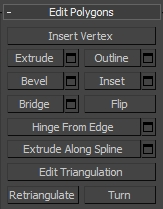 - Edit Polygons
Insert Vertex
Extrude Outline
Bevel Inset
Bridge Flip
Hinge From Edge
Extrude Along Spline
Edit Triangulation
Retriangulate Turn